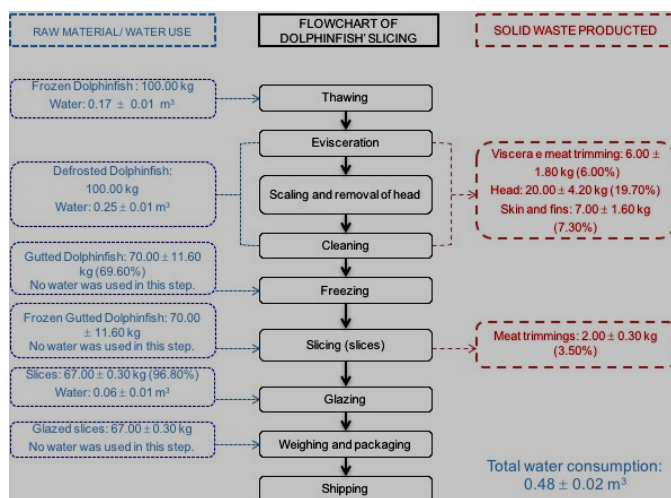 RAW MATERIAL/ WATER USE
FLOWCHART OF
DOLPHINFISH' SLICING
SOLID WASTE PRODUCTED
Frozen Dolphinfish : 100.00 kg
Water: 0.17 ± 0.01 m³
Thawing
Evisceration
Defrosted Dolphinfish:
100.00 kg
Water: 0.25 ± 0.01 m³
Scaling and removal of head
Viscera e meat trimming: 6.00 ±
1.80 kg (6.00%)
Head: 20.00 ± 4.20 kg (19.70%)
Skin and fins: 7.00 ± 1.60 kg
(7.30%)
Cleaning
Gutted Dolphinfish: 70.00 ± 11.60
kg (69.60%)
No water was used in this step.
Freezing
Frozen Gutted Dolphinfish: 70.00
± 11.60 kg
No water was used in this step.
Slicing (slices)
Meat trimmings: 2.00 ± 0.30 kg
(3.50%)
Slices: 67.00 ± 0.30 kg (96.80%)
Water: 0.06 ± 0.01 m³
Glazing
Glazed slices: 67.00 ± 0.30 kg
No water was used in this step.
Weighing and packaging
Shipping
Total water consumption:
0.48 ± 0.02 m³